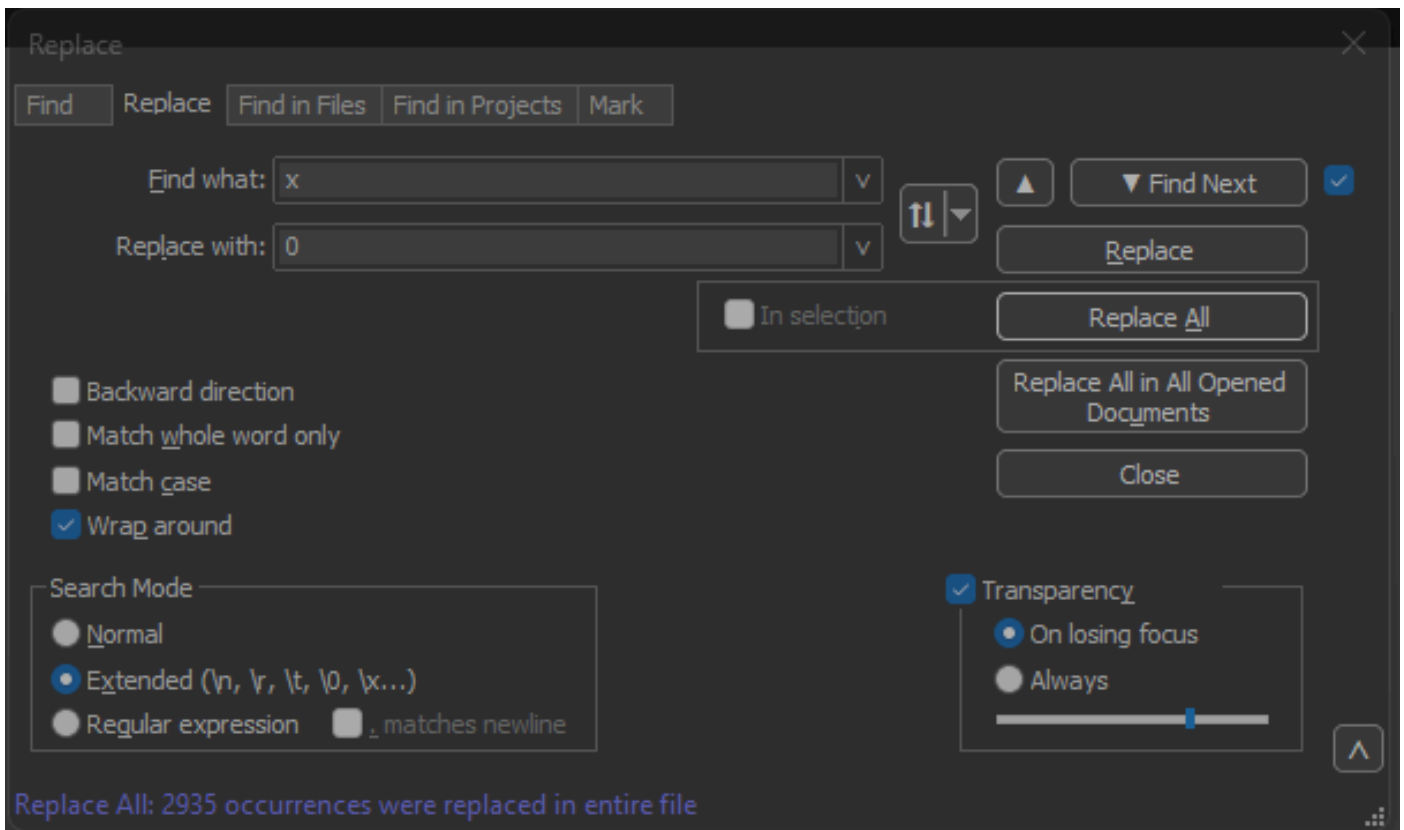 Replace
Find Replace Find in Files Find in Projects Mark
Find what: x v ▲ ▼ Find Next
Replace with: 0 v Replace
In selection Replace All
Backward direction Replace All in All Opened
Documents
Match whole word only
Match case Close
Wrap around
Search Mode Transparency
Normal On losing focus
Extended (\n, \r, \t, \0, \x...) Always
Regular expression . matches newline
Replace All: 2935 occurrences were replaced in entire file